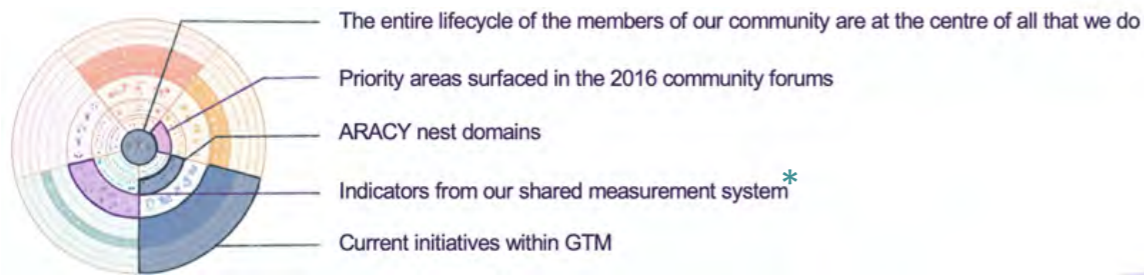 The entire lifecycle of the members of our community are at the centre of all that we do
Priority areas surfaced in the 2016 community forums
ARACY nest domains
Indicators from our shared measurement system*
Current initiatives within GTM